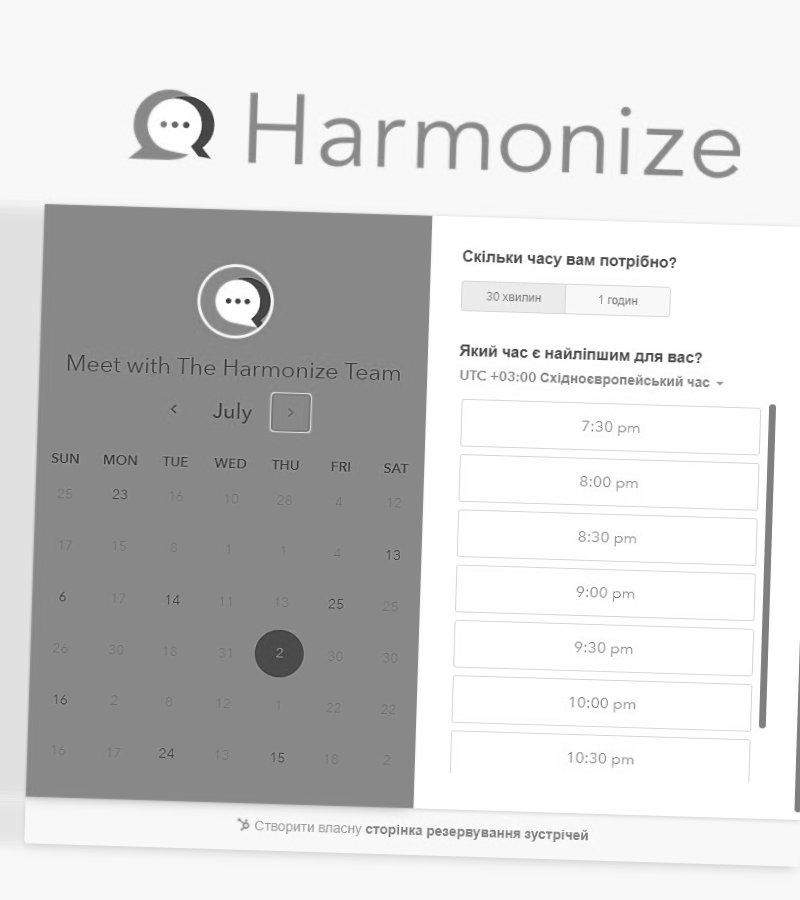 Harmonize
Meet with The Harmonize Team
July
SUN MON TUE WED THU FRI SAT
25 23 16 10 28 4 12
17 15 8 1 1 4 13
6 17 14 11 13 25 25
26 30 18 31 2 30 30
16 2 8 12 1 22 22
16 17 24 13 15 18 2
Скільки часу вам потрібно?
30 хвилин 1 годин
Який час є найліпшим для вас?
UTC +03:00 Східноєвропейський час
7:30 pm
8:00 pm
8:30 pm
9:00 pm
9:30 pm
10:00 pm
10:30 pm
Створити власну сторінка резервування зустрічей